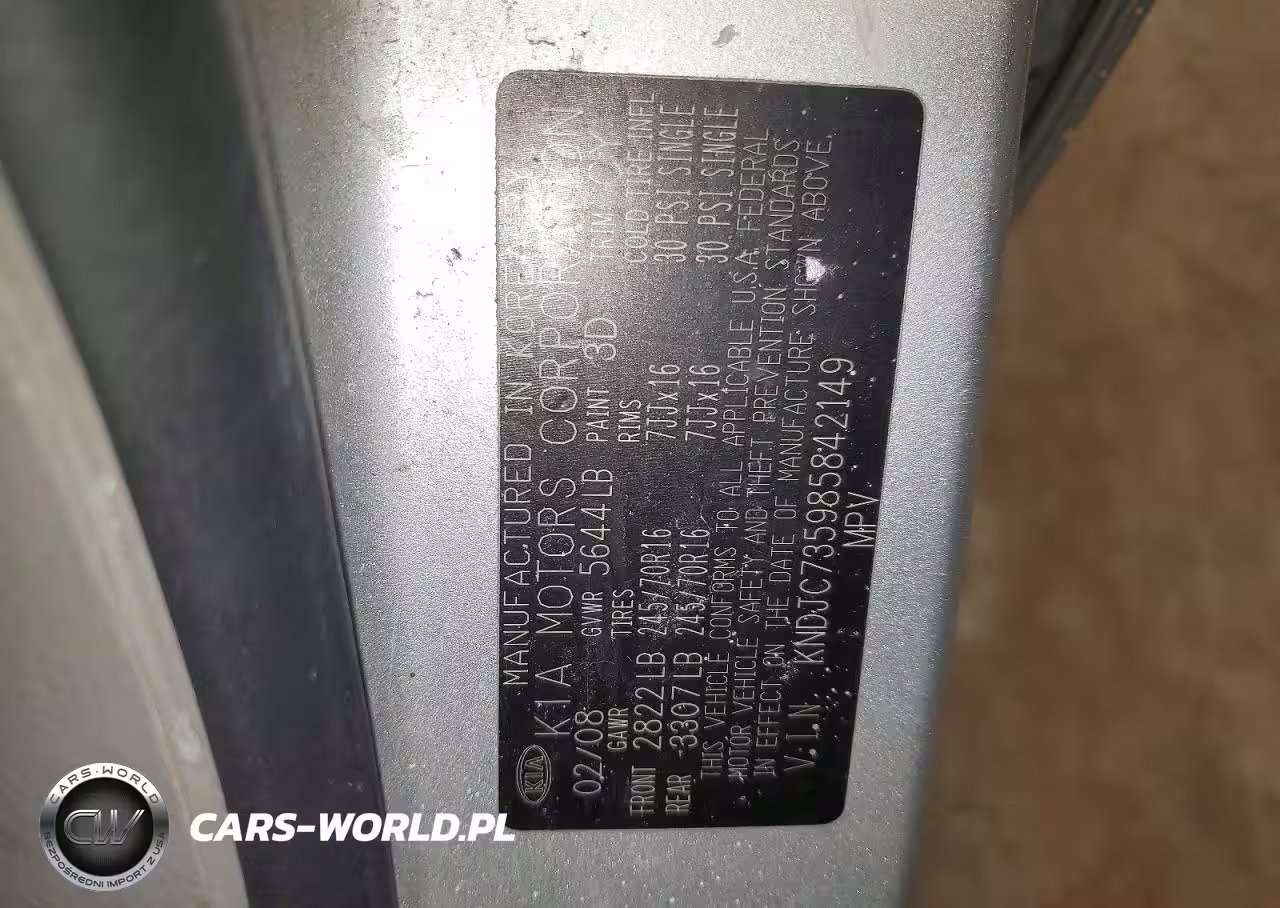 MANUFACTURED IN KOREA
KIA
KIA MOTORS CORPORATION
02/08 GVWR 5644LB PAINT 3D TRIM
GAWR TIRES RIMS COLD TIRE INFL
FRONT 2822LB 245/70R16 7JJx16 30 PSI SINGLE
REAR 3307LB 245/70R16 7JJx16 30 PSI SINGLE
THIS VEHICLE CONFORMS TO ALL APPLICABLE U.S.A. FEDERAL
MOTOR VEHICLE SAFETY AND THEFT PREVENTION STANDARDS
IN EFFECT ON THE DATE OF MANUFACTURE SHOWN ABOVE.
V.I.N.: KNDJC735985842149
MPV
CARS-WORLD
CW
BEZPOŚREDNI IMPORT Z USA
CARS-WORLD.PL